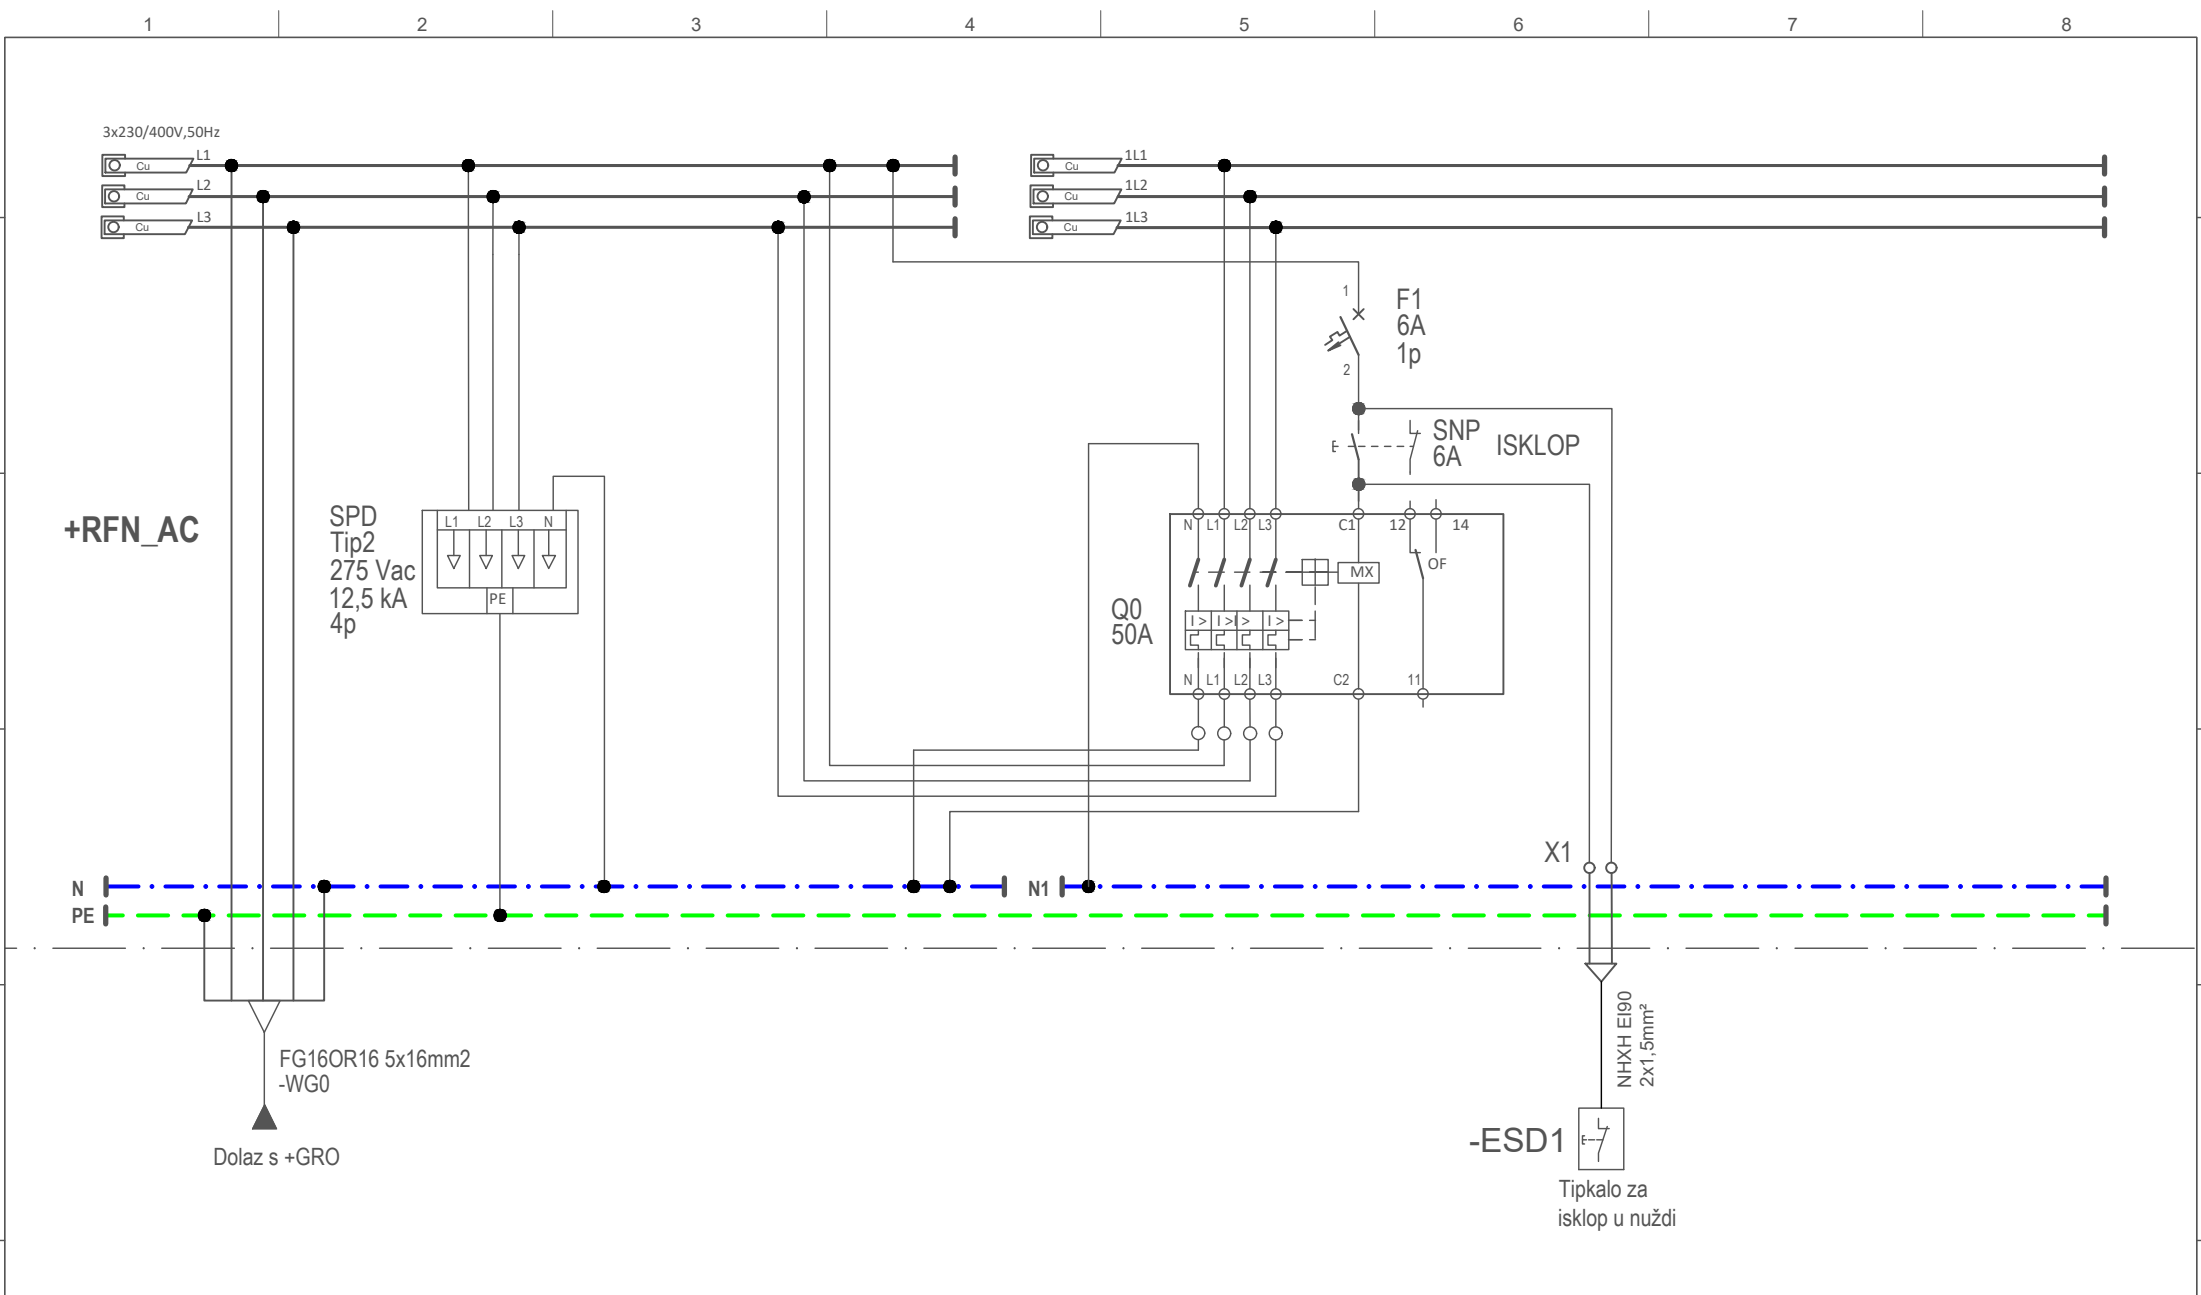 1 2 3 4 5 6 7 8
3x230/400V,50Hz
Cu L1
Cu L2
Cu L3
Cu 1L1
Cu 1L2
Cu 1L3
1
F1
6A
1p
2
SNP
6A
ISKLOP
+RFN_AC
SPD
Tip2
275 Vac
12,5 kA
4p
L1 L2 L3 N
PE
N L1 L2 L3 C1 12 14
MX
OF
Q0
50A
I > I > I > I >
N L1 L2 L3 C2 11
X1
N
N1
PE
FG16OR16 5x16mm2
-WG0
Dolaz s +GRO
NHXH EI90
2x1,5mm²
-ESD1
Tipkalo za
isklop u nuždi